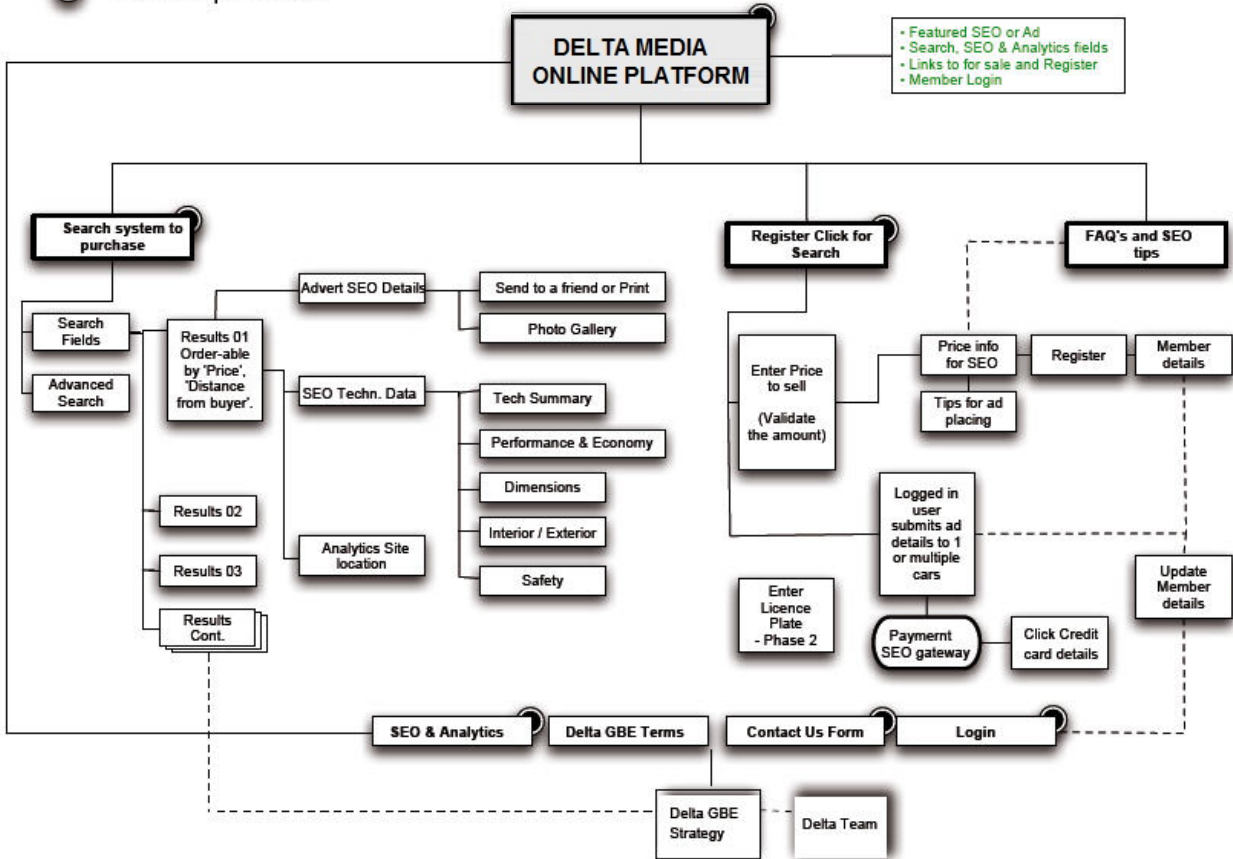 DELTA MEDIA
ONLINE PLATFORM
• Featured SEO or Ad
• Search, SEO & Analytics fields
• Links to for sale and Register
• Member Login
Search system to
purchase
Register Click for
Search
FAQ's and SEO
tips
Search
Fields
Advanced
Search
Results 01
Order-able
by 'Price',
'Distance
from buyer'.
Results 02
Results 03
Results
Cont.
Advert SEO Details
SEO Techn. Data
Analytics Site
location
Send to a friend or Print
Photo Gallery
Tech Summary
Performance & Economy
Dimensions
Interior / Exterior
Safety
Enter Price
to sell
(Validate
the amount)
Price info
for SEO
Register
Member
details
Tips for ad
placing
Logged in
user
submits ad
details to 1
or multiple
cars
Enter
Licence
Plate
- Phase 2
Paymernt
SEO gateway
Click Credit
card details
Update
Member
details
SEO & Analytics
Delta GBE Terms
Contact Us Form
Login
Delta GBE
Strategy
Delta Team